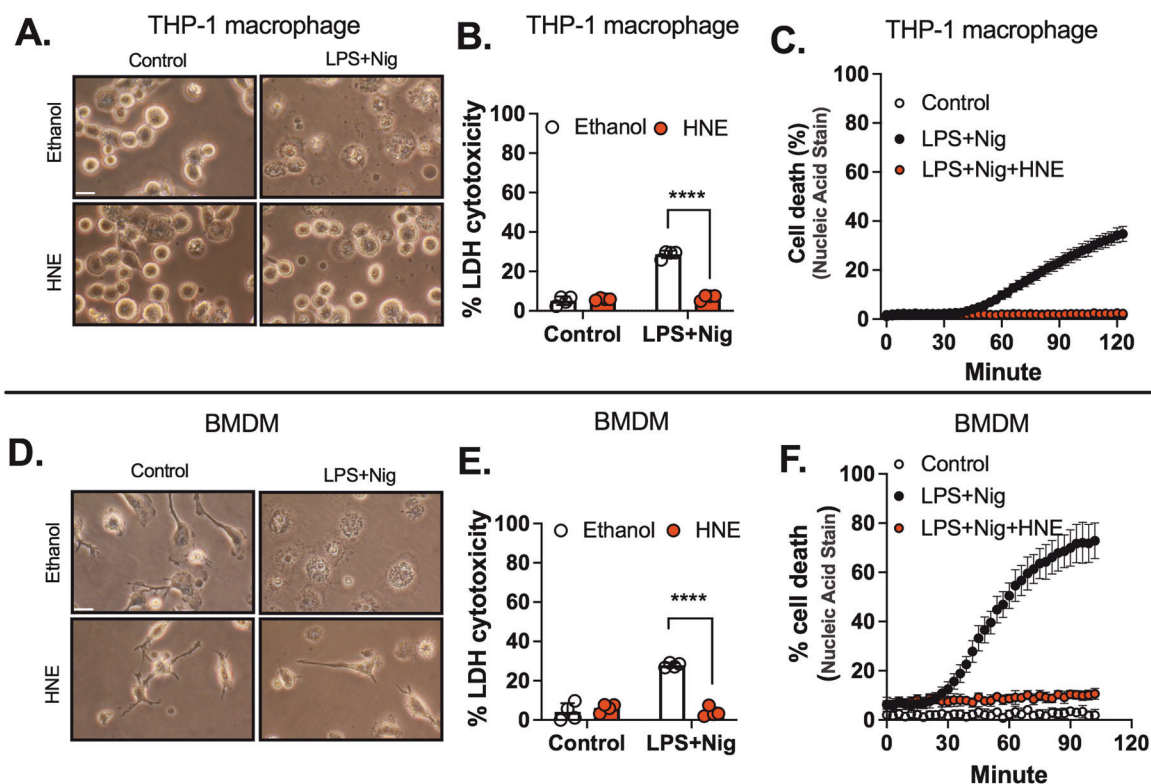 A.
THP-1 macrophage
Control
LPS+Nig
Ethanol
HNE
B.
THP-1 macrophage
% LDH cytotoxicity
100
80
60
40
20
0
Ethanol
HNE
****
Control
LPS+Nig
C.
THP-1 macrophage
Cell death (%)
(Nucleic Acid Stain)
100
80
60
40
20
0
Control
LPS+Nig
LPS+Nig+HNE
0 30 60 90 120
Minute
D.
BMDM
Control
LPS+Nig
Ethanol
HNE
E.
BMDM
% LDH cytotoxicity
100
80
60
40
20
0
Ethanol
HNE
****
Control
LPS+Nig
F.
BMDM
% cell death
(Nucleic Acid Stain)
100
80
60
40
20
0
Control
LPS+Nig
LPS+Nig+HNE
0 30 60 90 120
Minute